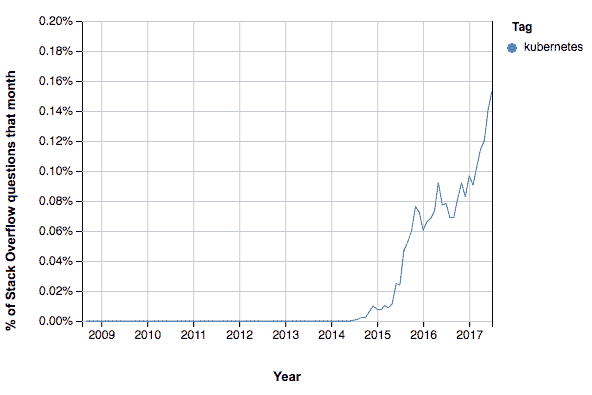 % of Stack Overflow questions that month
0.20%
0.18%
0.16%
0.14%
0.12%
0.10%
0.08%
0.06%
0.04%
0.02%
0.00%
2009 2010 2011 2012 2013 2014 2015 2016 2017
Year
Tag
kubernetes